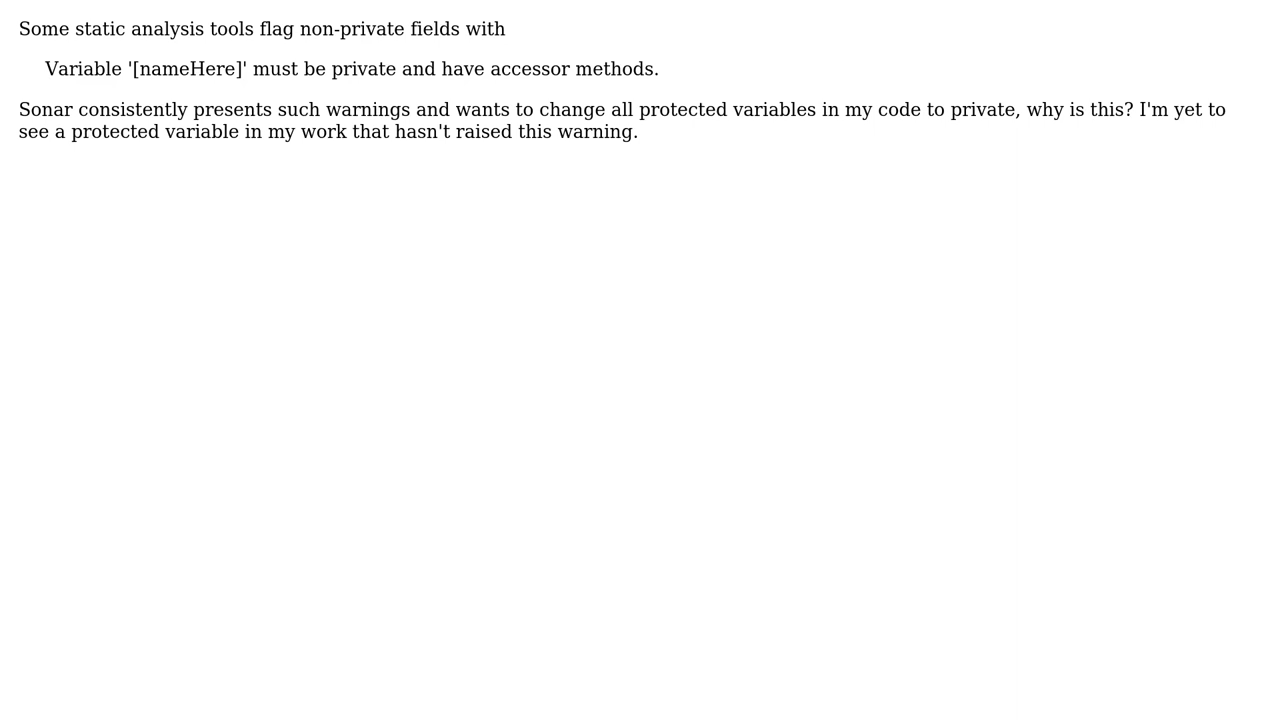 Some static analysis tools flag non-private fields with
Variable '[nameHere]' must be private and have accessor methods.
Sonar consistently presents such warnings and wants to change all protected variables in my code to private, why is this? I'm yet to
see a protected variable in my work that hasn't raised this warning.